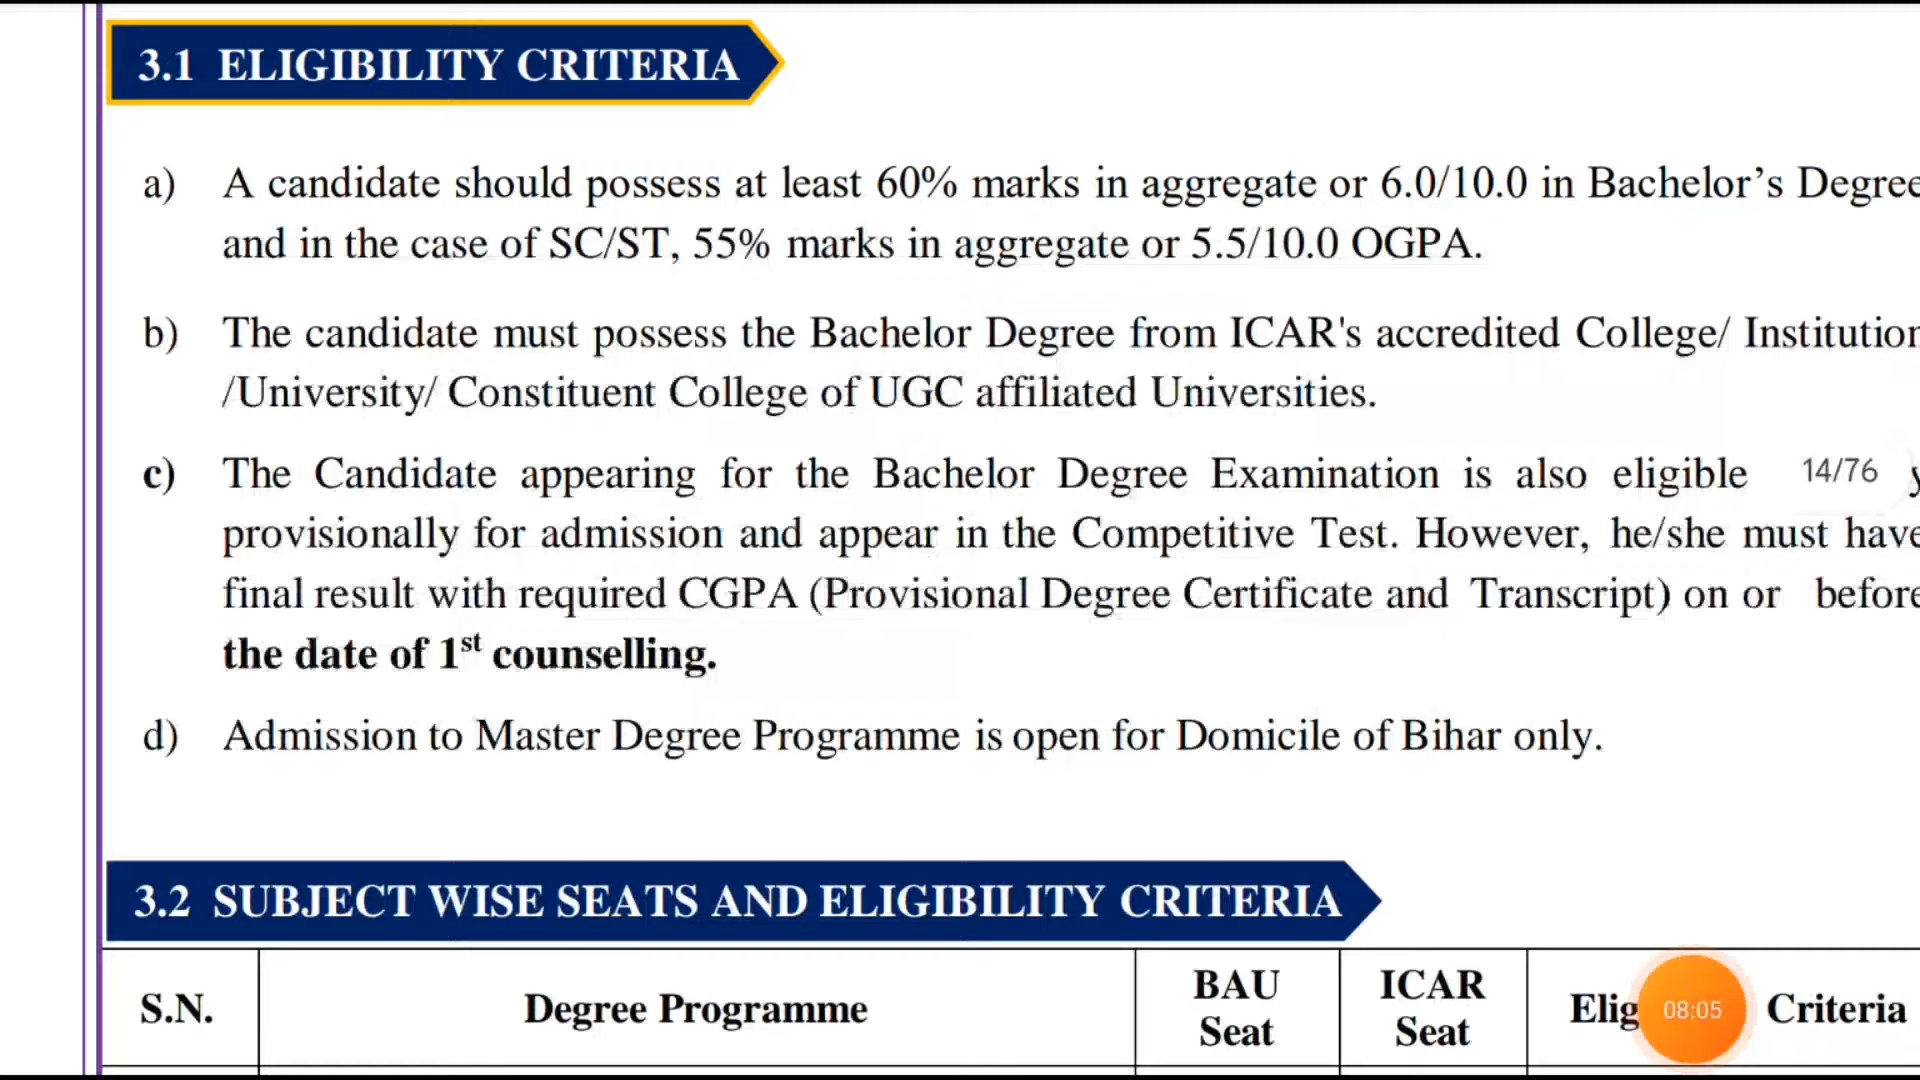 3.1 ELIGIBILITY CRITERIA
a) A candidate should possess at least 60% marks in aggregate or 6.0/10.0 in Bachelor’s Degree
and in the case of SC/ST, 55% marks in aggregate or 5.5/10.0 OGPA.
b) The candidate must possess the Bachelor Degree from ICAR's accredited College/ Institution
/University/ Constituent College of UGC affiliated Universities.
c) The Candidate appearing for the Bachelor Degree Examination is also eligible 14/76
provisionally for admission and appear in the Competitive Test. However, he/she must have
final result with required CGPA (Provisional Degree Certificate and Transcript) on or before
the date of 1st counselling.
d) Admission to Master Degree Programme is open for Domicile of Bihar only.
3.2 SUBJECT WISE SEATS AND ELIGIBILITY CRITERIA
S.N. Degree Programme BAU Seat ICAR Seat Elig 08:05 Criteria